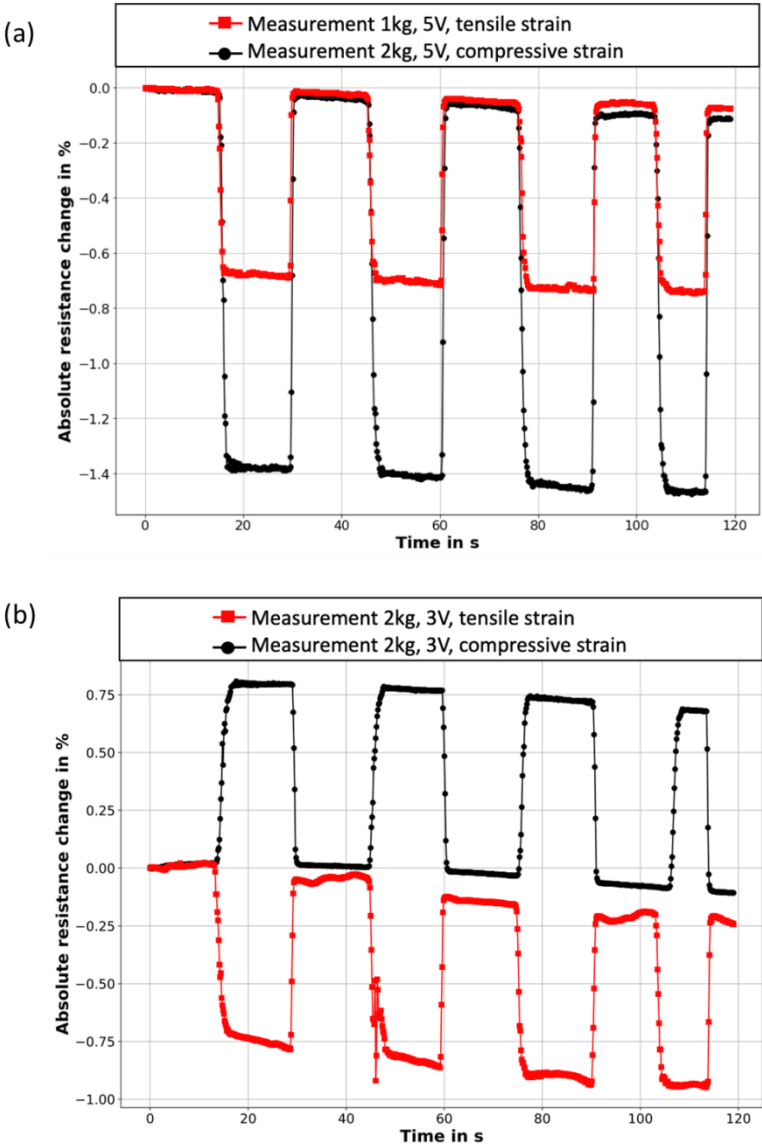 (a)
Measurement 1kg, 5V, tensile strain
Measurement 2kg, 5V, compressive strain
Absolute resistance change in %
0.0
−0.2
−0.4
−0.6
−0.8
−1.0
−1.2
−1.4
0 20 40 60 80 100 120
Time in s
(b)
Measurement 2kg, 3V, tensile strain
Measurement 2kg, 3V, compressive strain
Absolute resistance change in %
0.75
0.50
0.25
0.00
−0.25
−0.50
−0.75
−1.00
0 20 40 60 80 100 120
Time in s